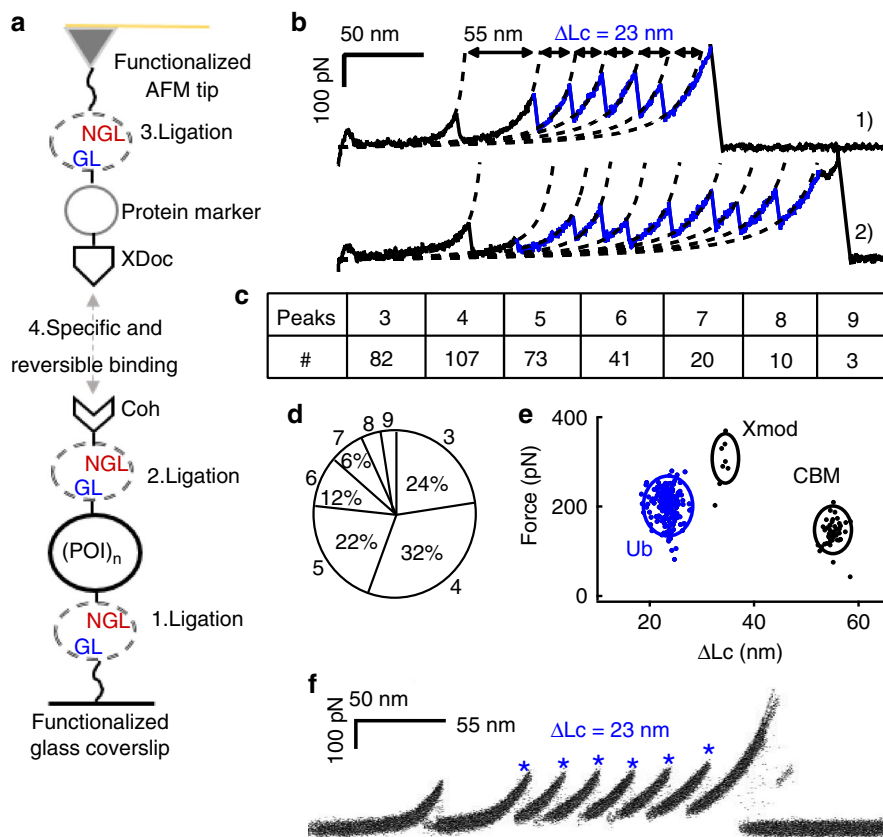 a
Functionalized
AFM tip
NGL
GL
3.Ligation
Protein marker
XDoc
4.Specific and
reversible binding
Coh
NGL
GL
2.Ligation
(POI)n
NGL
GL
1.Ligation
Functionalized
glass coverslip
b
50 nm
100 pN
55 nm
ΔLc = 23 nm
1)
2)
c
Peaks 3 4 5 6 7 8 9
# 82 107 73 41 20 10 3
d
3
4
5
6
7
8
9
24%
32%
22%
12%
6%
e
Force (pN)
400
200
0
20
40
60
ΔLc (nm)
Ub
Xmod
CBM
f
50 nm
100 pN
55 nm
ΔLc = 23 nm
* * * * * *